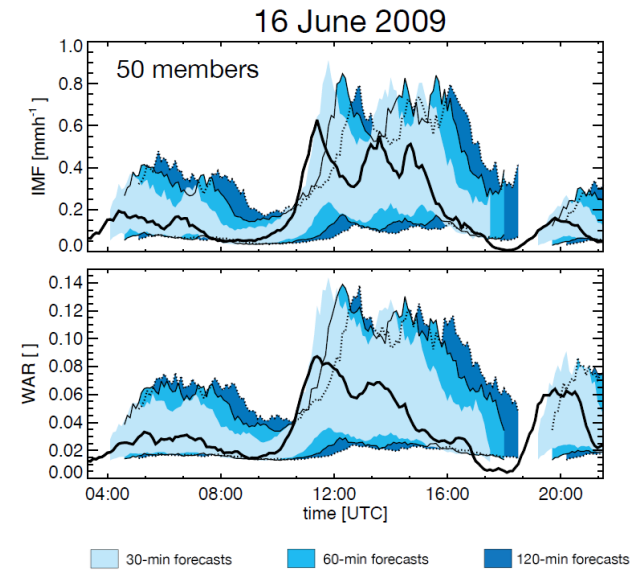 16 June 2009
50 members
IMF [mmh-1]
1.0
0.8
0.6
0.4
0.2
0.0
WAR [ ]
0.14
0.12
0.10
0.08
0.06
0.04
0.02
0.00
04:00 08:00 12:00 16:00 20:00
time [UTC]
30-min forecasts 60-min forecasts 120-min forecasts